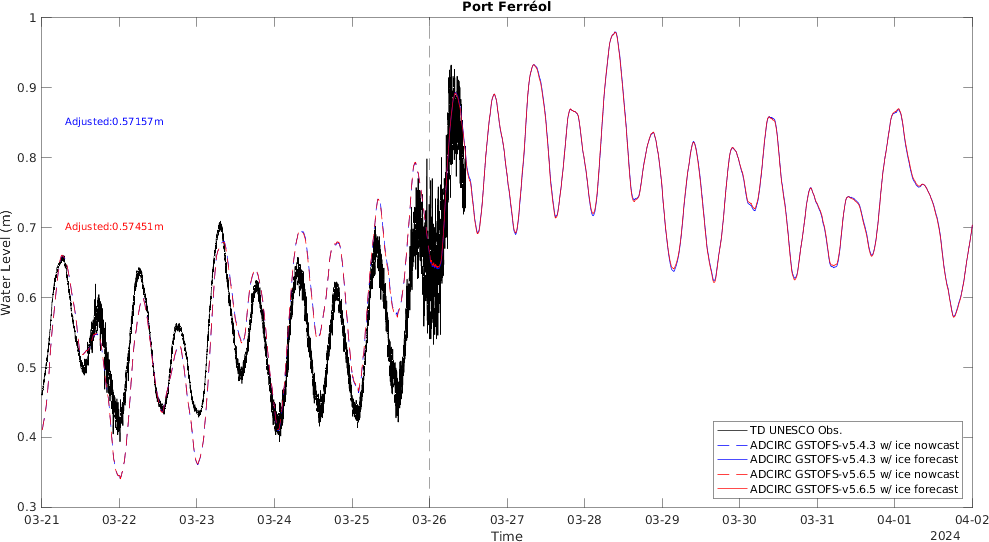 Port Ferréol
1
0.9
0.8
0.7
0.6
0.5
0.4
0.3
Water Level (m)
Adjusted:0.57157m
Adjusted:0.57451m
TD UNESCO Obs.
ADCIRC GSTOFS-v5.4.3 w/ ice nowcast
ADCIRC GSTOFS-v5.4.3 w/ ice forecast
ADCIRC GSTOFS-v5.6.5 w/ ice nowcast
ADCIRC GSTOFS-v5.6.5 w/ ice forecast
03-21 03-22 03-23 03-24 03-25 03-26 03-27 03-28 03-29 03-30 03-31 04-01 04-02
Time
2024